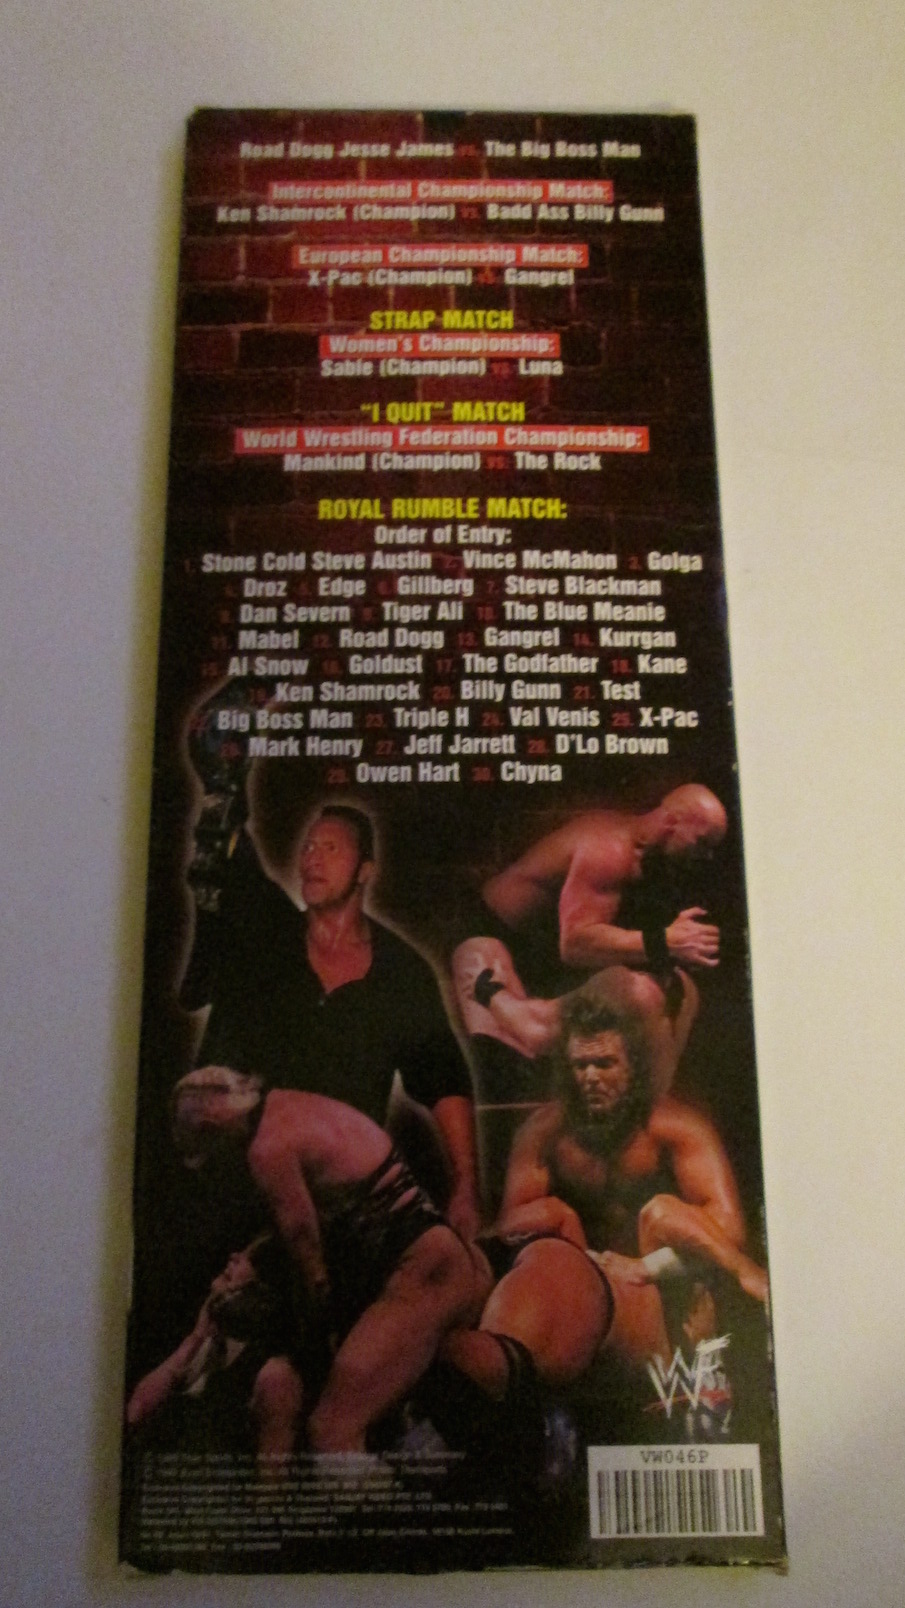 Road Dogg Jesse James vs. The Big Boss Man
Intercontinental Championship Match:
Ken Shamrock (Champion) vs. Badd Ass Billy Gunn
European Championship Match:
X-Pac (Champion) vs. Gangrel
STRAP MATCH
Women's Championship:
Sable (Champion) vs. Luna
"I QUIT" MATCH
World Wrestling Federation Championship:
Mankind (Champion) vs. The Rock
ROYAL RUMBLE MATCH:
Order of Entry:
1. Stone Cold Steve Austin 2. Vince McMahon 3. Golga
4. Droz 5. Edge 6. Gillberg 7. Steve Blackman
8. Dan Severn 9. Tiger Ali 10. The Blue Meanie
11. Mabel 12. Road Dogg 13. Gangrel 14. Kurrgan
15. Al Snow 16. Goldust 17. The Godfather 18. Kane
19. Ken Shamrock 20. Billy Gunn 21. Test
22. Big Boss Man 23. Triple H 24. Val Venis 25. X-Pac
26. Mark Henry 27. Jeff Jarrett 28. D'Lo Brown
29. Owen Hart 30. Chyna
VW046P